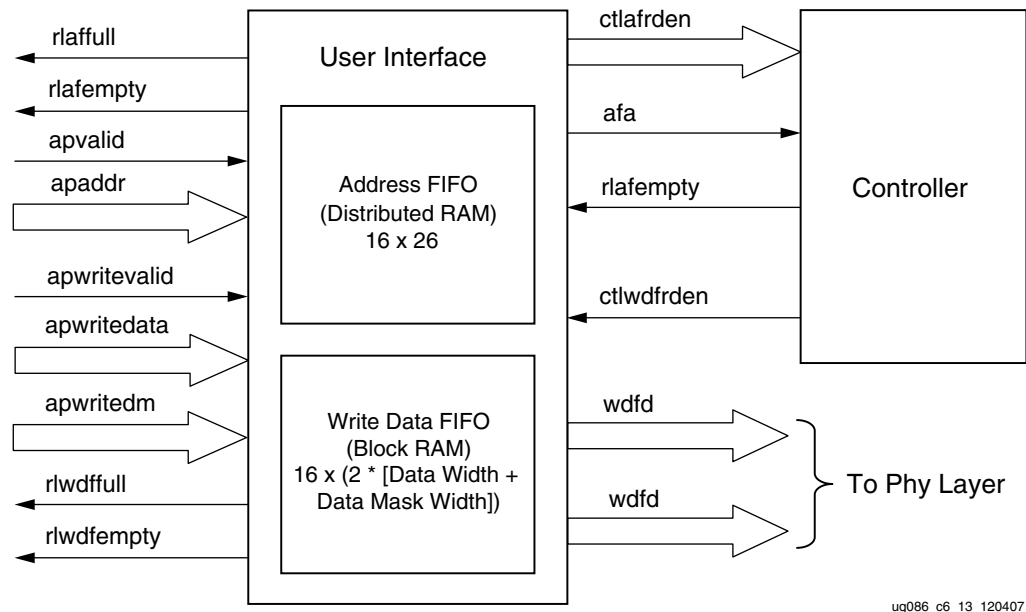 rlaffull
rlafempty
apvalid
apaddr
apwritevalid
apwritedata
apwritedm
rlwdffull
rlwdfempty
User Interface
Address FIFO
(Distributed RAM)
16 x 26
Write Data FIFO
(Block RAM)
16 x (2 * [Data Width +
Data Mask Width])
ctlafrden
afa
rlafempty
ctlwdfrden
wdfd
wdfd
Controller
To Phy Layer
ug086_c6_13_120407